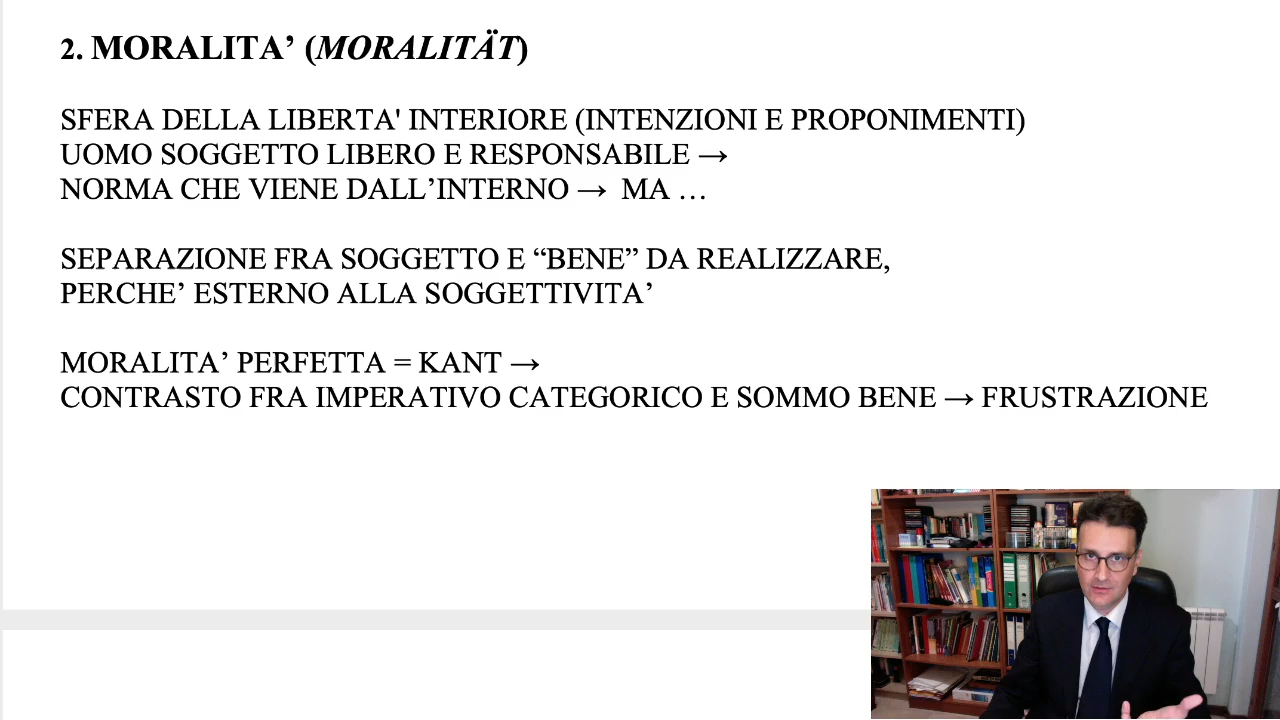 2. MORALITA’ (MORALITÄT)
SFERA DELLA LIBERTA' INTERIORE (INTENZIONI E PROPONIMENTI)
UOMO SOGGETTO LIBERO E RESPONSABILE →
NORMA CHE VIENE DALL’INTERNO → MA …
SEPARAZIONE FRA SOGGETTO E “BENE” DA REALIZZARE,
PERCHE’ ESTERNO ALLA SOGGETTIVITA’
MORALITA’ PERFETTA = KANT →
CONTRASTO FRA IMPERATIVO CATEGORICO E SOMMO BENE → FRUSTRAZIONE